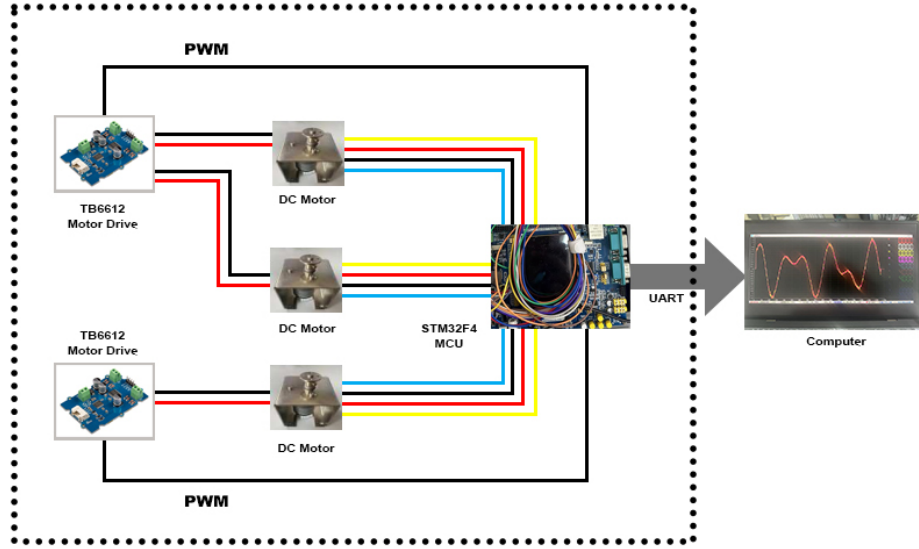 PWM
TB6612
Motor Drive
DC Motor
DC Motor
STM32F4
MCU
UART
Computer
TB6612
Motor Drive
DC Motor
PWM